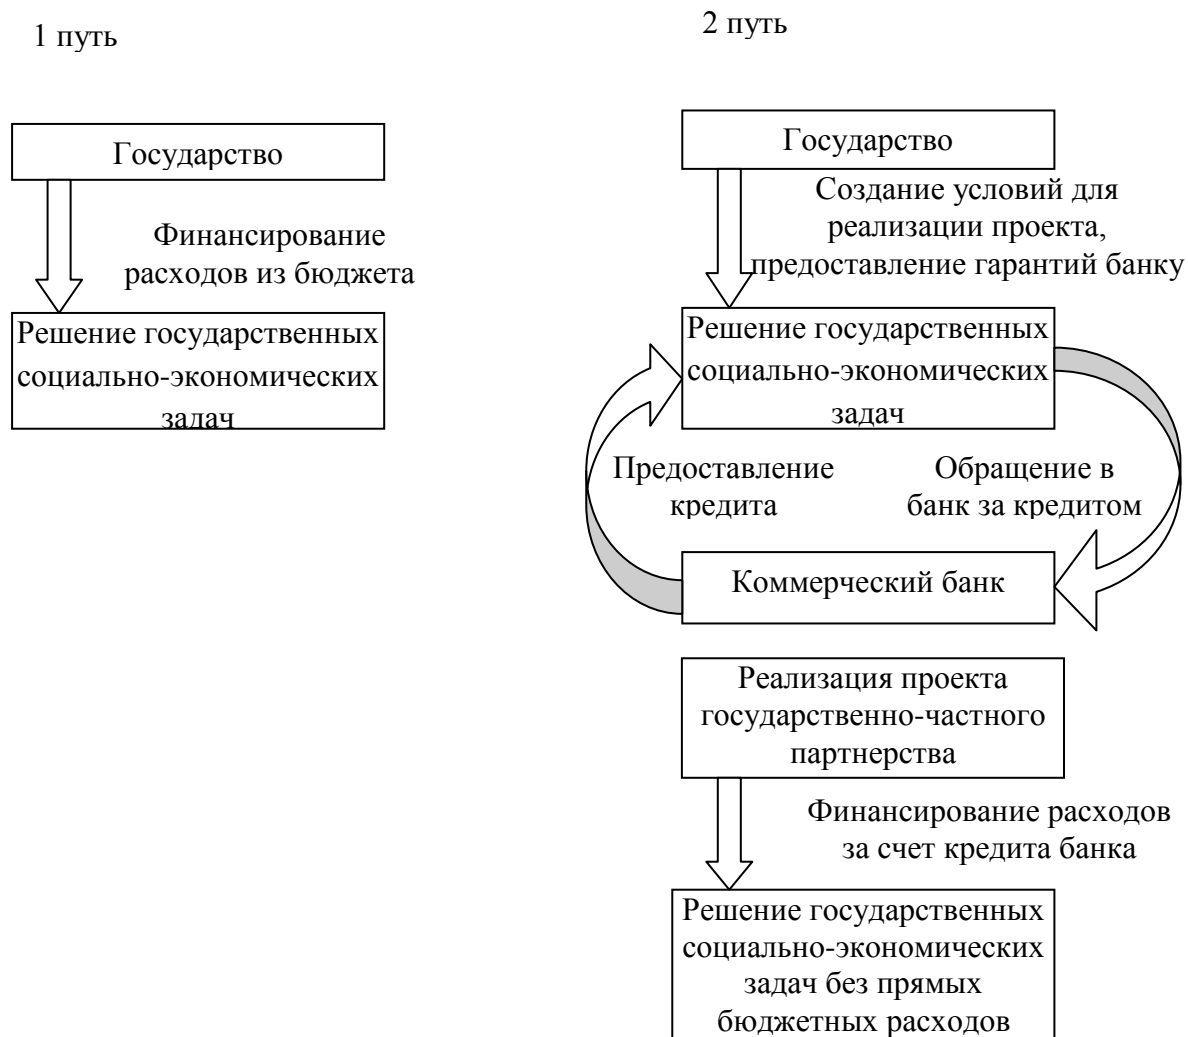 1 путь
Государство
Финансирование
расходов из бюджета
Решение государственных
социально-экономических
задач
2 путь
Государство
Создание условий для
реализации проекта,
предоставление гарантий банку
Решение государственных
социально-экономических
задач
Предоставление
кредита
Обращение в
банк за кредитом
Коммерческий банк
Реализация проекта
государственно-частного
партнерства
Финансирование расходов
за счет кредита банка
Решение государственных
социально-экономических
задач без прямых
бюджетных расходов